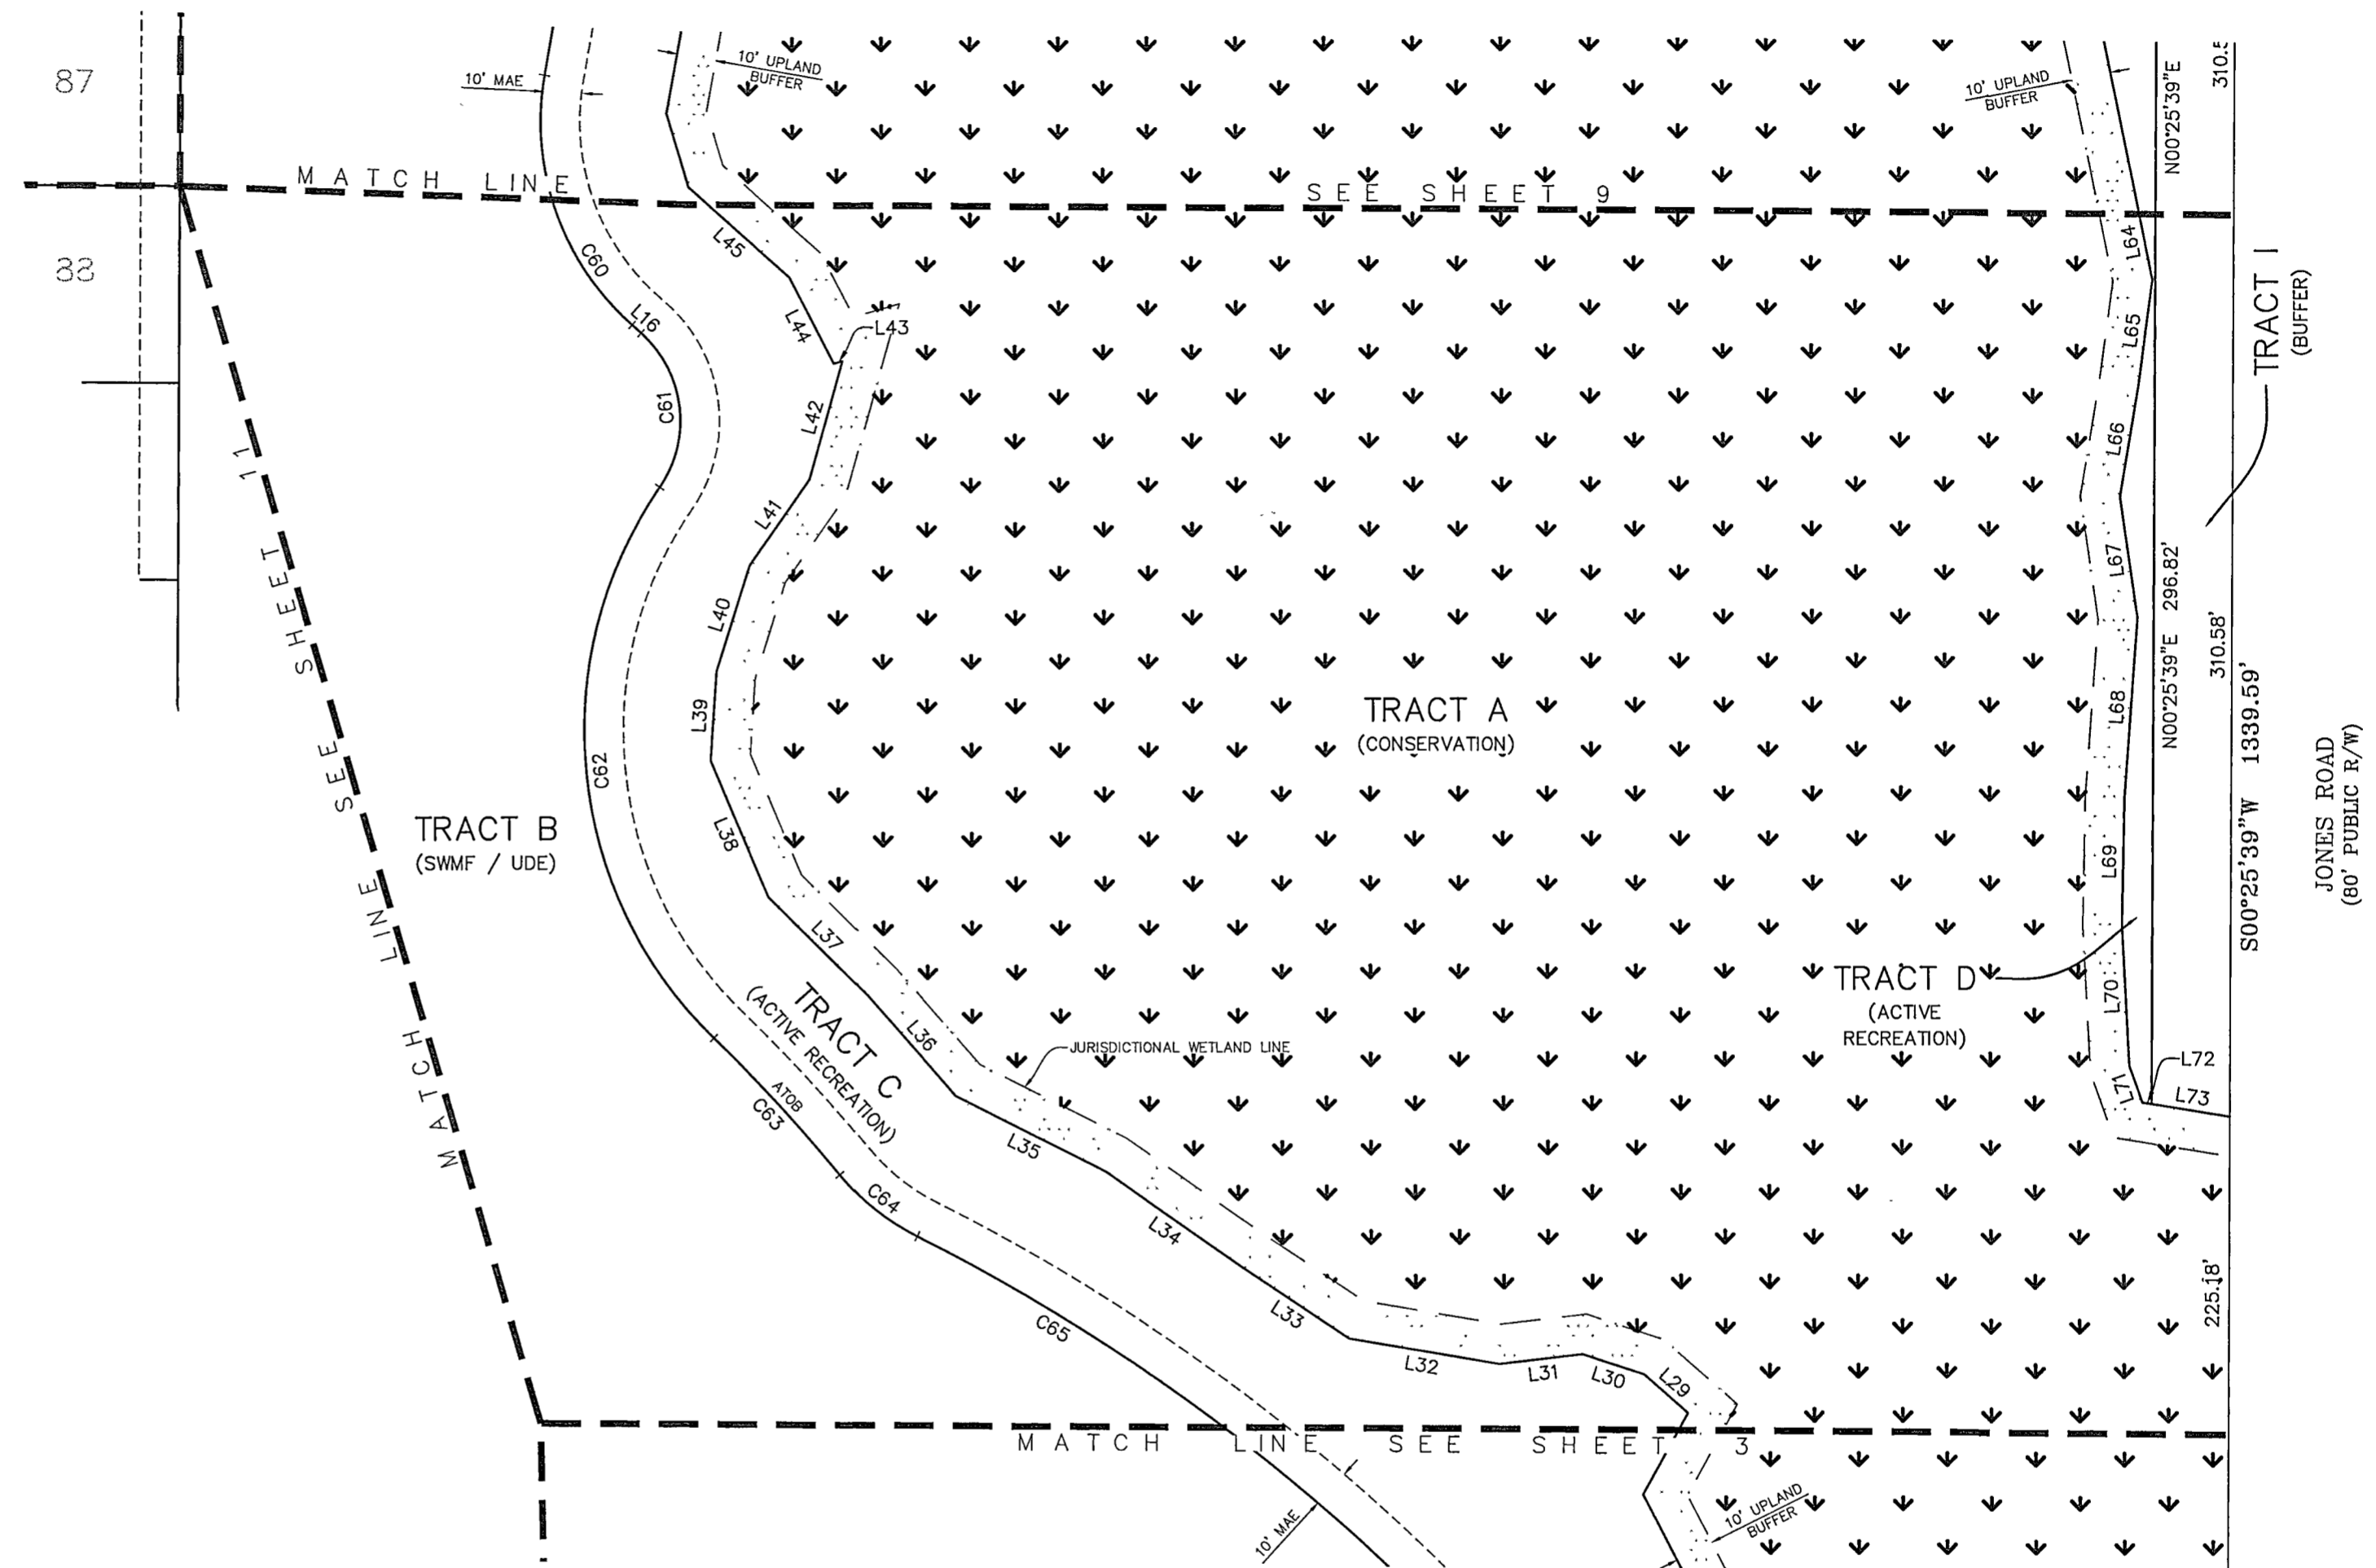 87
88
10' MAE
10' UPLAND
BUFFER
10' UPLAND
BUFFER
N00°25'39"E
MATCH LINE
SEE SHEET 9
C60
L16
C61
C62
L45
L44
L43
L42
L41
L40
L39
L38
L37
L36
L35
L34
L33
L32
L31
L30
L29
L64
L65
L66
L67
L68
L69
L70
L71
L72
L73
TRACT I
(BUFFER)
N00°25'39"E 296.82'
310.58'
S00°25'39"W 1339.59'
JONES ROAD
(80' PUBLIC R/W)
225.18'
TRACT A
(CONSERVATION)
TRACT B
(SWMF / UDE)
TRACT C
(ACTIVE RECREATION)
TRACT D
(ACTIVE
RECREATION)
JURISDICTIONAL WETLAND LINE
ATOB
C63
C64
C65
MATCH LINE SEE SHEET 11
MATCH LINE SEE SHEET 3
10' MAE
10' UPLAND
BUFFER